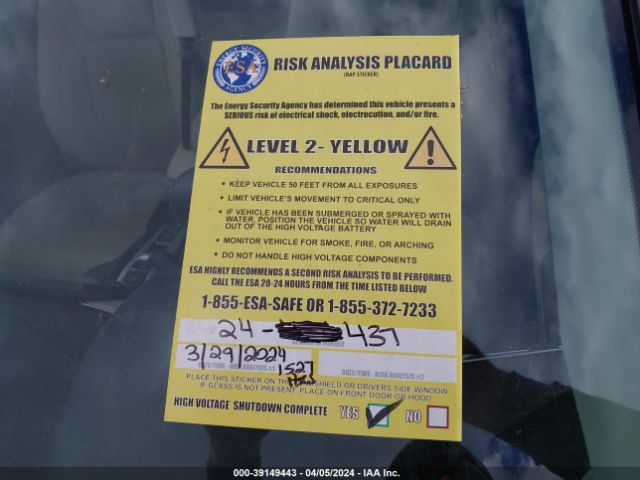 ENERGY SECURITY
ESA
AGENCY
RISK ANALYSIS PLACARD
(RAP STICKER)
The Energy Security Agency has determined this vehicle presents a
SERIOUS risk of electrical shock, electrocution, and/or fire.
LEVEL 2- YELLOW
RECOMMENDATIONS
• KEEP VEHICLE 50 FEET FROM ALL EXPOSURES
• LIMIT VEHICLE'S MOVEMENT TO CRITICAL ONLY
• IF VEHICLE HAS BEEN SUBMERGED OR SPRAYED WITH
WATER, POSITION THE VEHICLE SO WATER WILL DRAIN
OUT OF THE HIGH VOLTAGE BATTERY
• MONITOR VEHICLE FOR SMOKE, FIRE, OR ARCHING
• DO NOT HANDLE HIGH VOLTAGE COMPONENTS
ESA HIGHLY RECOMMENDS A SECOND RISK ANALYSIS TO BE PERFORMED.
CALL THE ESA 20-24 HOURS FROM THE TIME LISTED BELOW
1-855-ESA-SAFE OR 1-855-372-7233
24- 437
3/29/2024 1527
DATE/TIME - RISK ANALYSIS #1 DATE/TIME - RISK ANALYSIS #2
PLACE THIS STICKER ON THE WINDSHIELD OR DRIVERS SIDE WINDOW
IF GLASS IS NOT PRESENT, PLACE ON FRONT DOOR OR HOOD
HIGH VOLTAGE SHUTDOWN COMPLETE YES NO
000-39149443 - 04/05/2024 - IAA Inc.